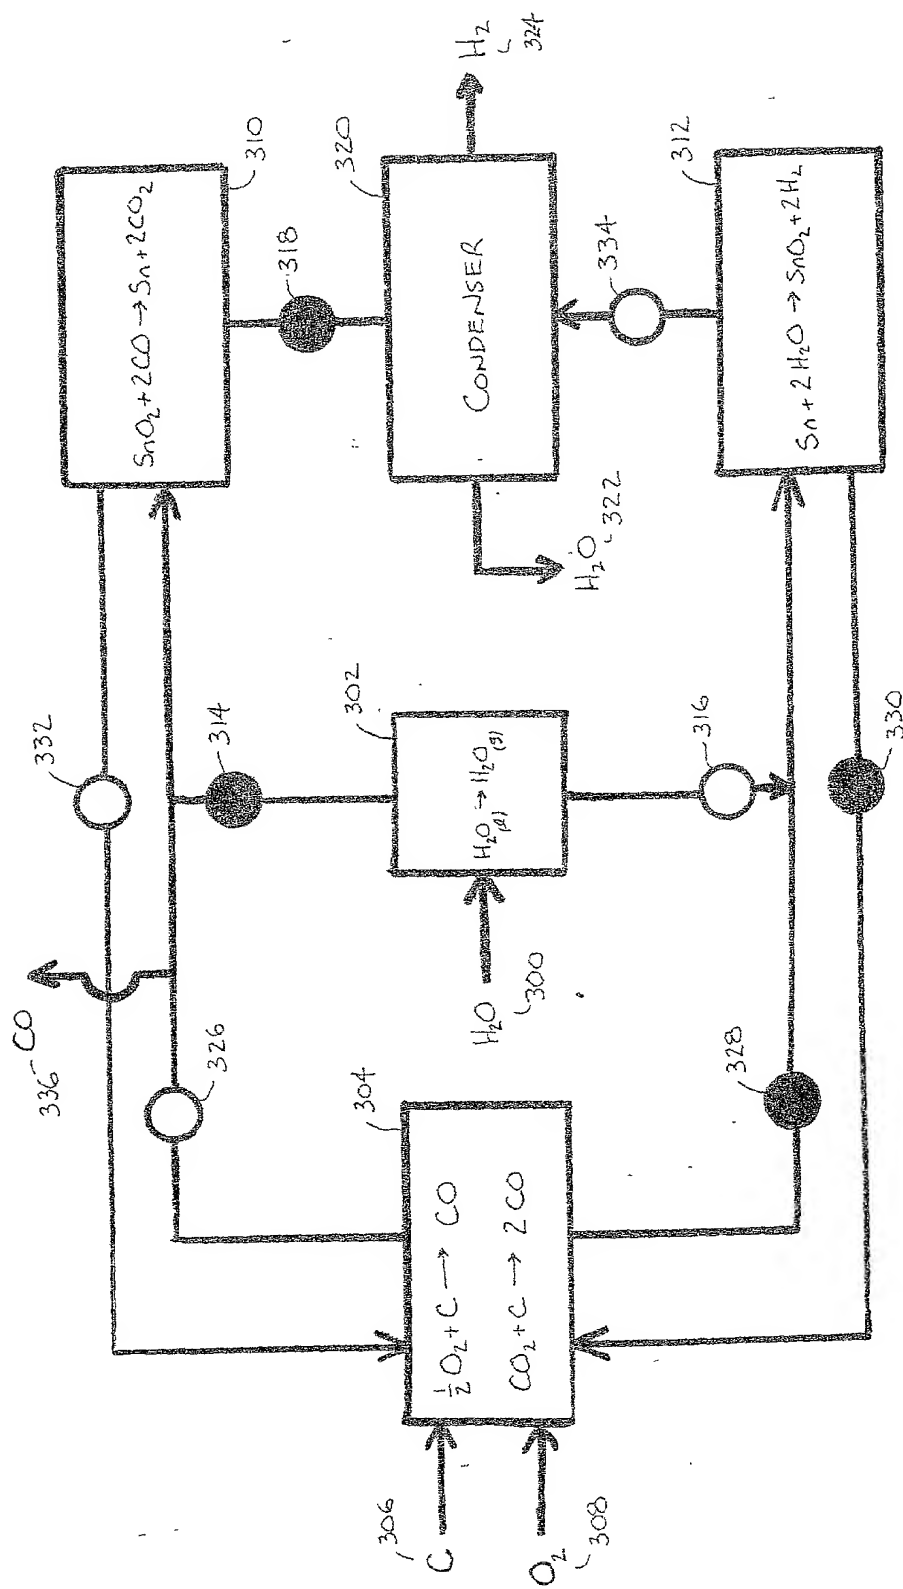 336 CO
332
310
SnO₂ + 2CO → Sn + 2CO₂
326
314
318
304
302
320
306
C
½O₂ + C → CO
H₂O
300
H₂O(l) → H₂O(g)
CONDENSER
H₂
324
O₂
308
CO₂ + C → 2CO
H₂O
322
328
316
334
312
Sn + 2H₂O → SnO₂ + 2H₂
330